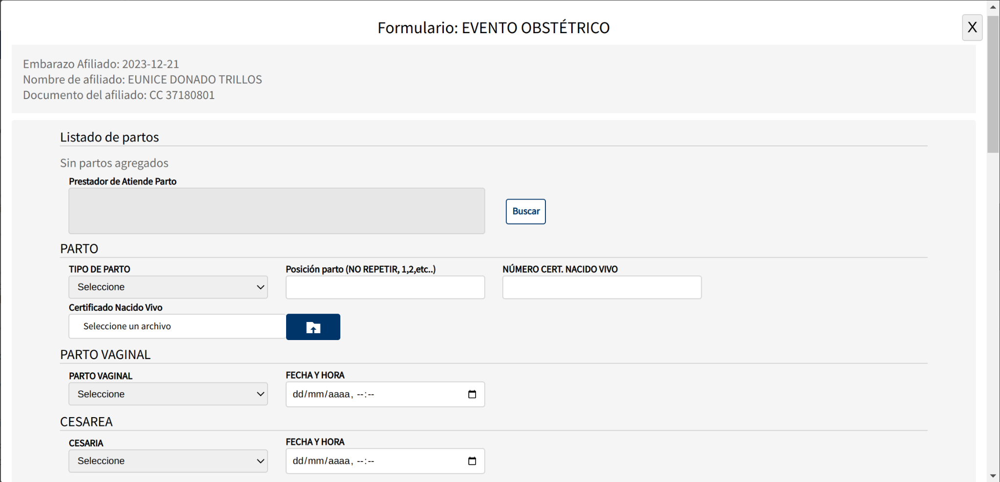 Formulario: EVENTO OBSTÉTRICO
X
Embarazo Afiliado: 2023-12-21
Nombre de afiliado: EUNICE DONADO TRILLOS
Documento del afiliado: CC 37180801
Listado de partos
Sin partos agregados
Prestador de Atiende Parto
Buscar
PARTO
TIPO DE PARTO
Posición parto (NO REPETIR, 1,2,etc..)
NÚMERO CERT. NACIDO VIVO
Seleccione
Certificado Nacido Vivo
Seleccione un archivo
PARTO VAGINAL
PARTO VAGINAL
FECHA Y HORA
Seleccione
dd/mm/aaaa, --:--
CESAREA
CESARIA
FECHA Y HORA
Seleccione
dd/mm/aaaa, --:--